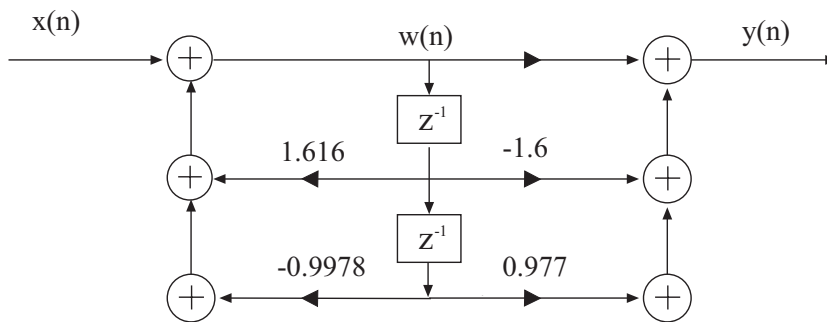 x(n)
w(n)
y(n)
+
+
z⁻¹
1.616
-1.6
+
+
z⁻¹
-0.9978
0.977
+
+